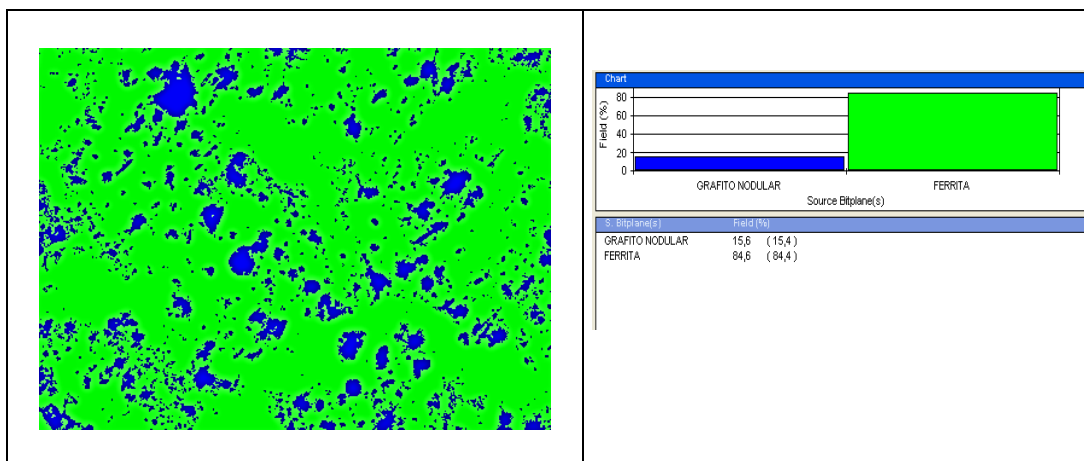 Chart
Field (%)
80
60
40
20
0
GRAFITO NODULAR FERRITA
Source Bitplane(s)
S. Bitplane(s) Field (%)
GRAFITO NODULAR 15,6 ( 15,4 )
FERRITA 84,6 ( 84,4 )